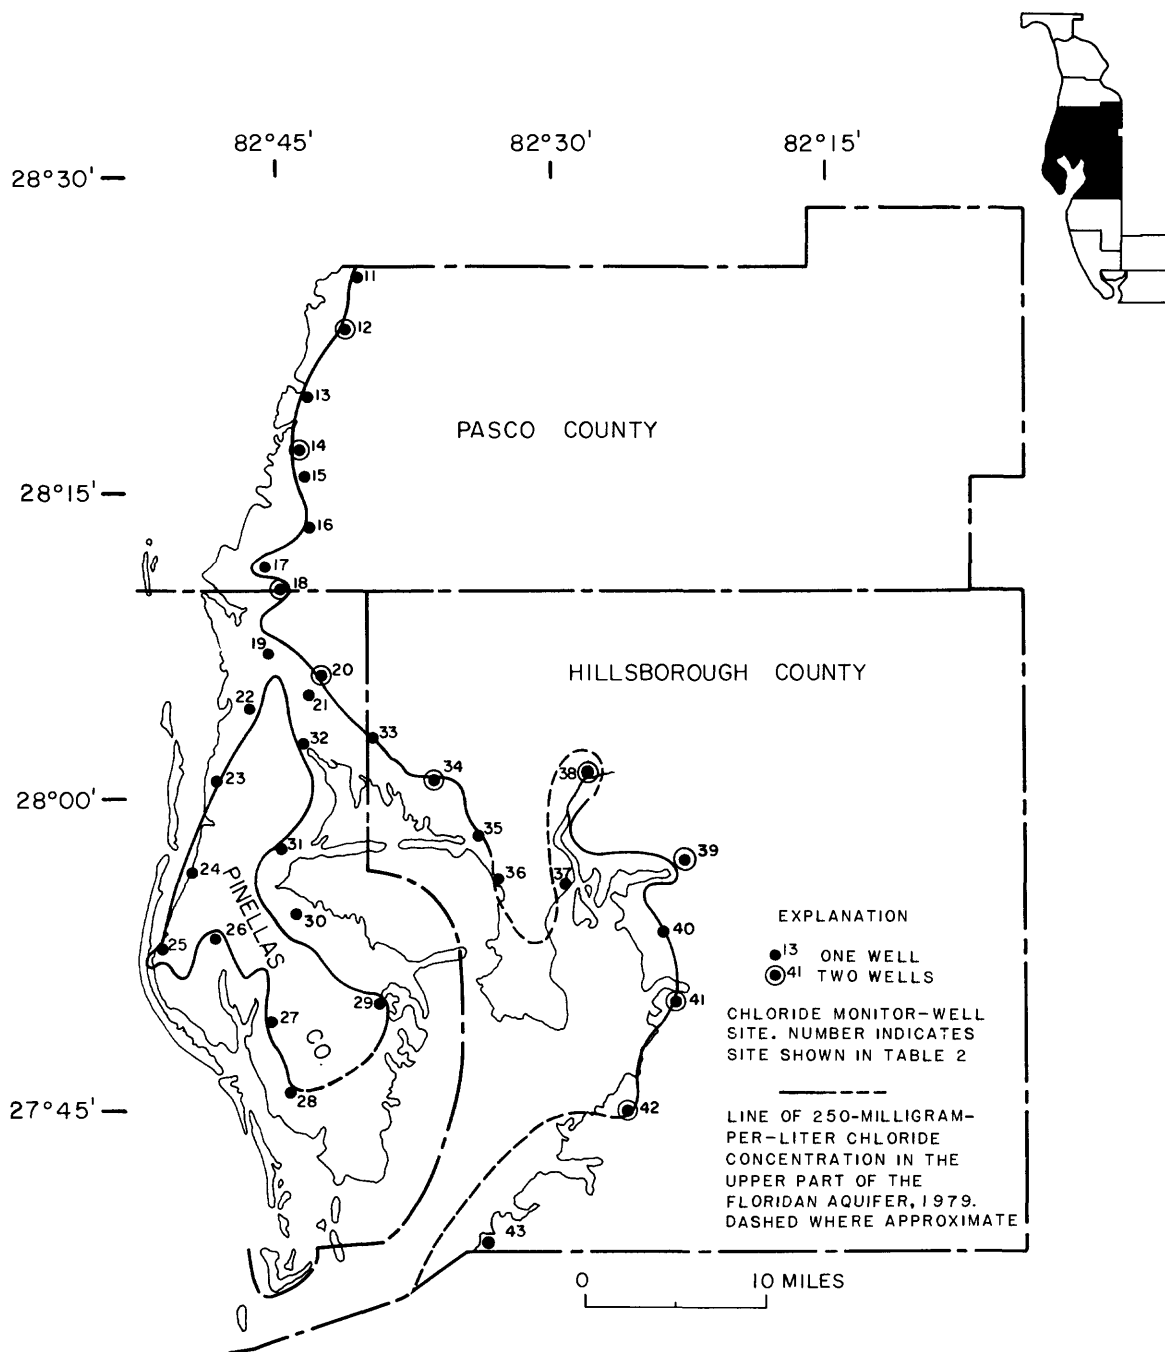 82°45'
82°30'
82°15'
28°30'
11
12
13
PASCO COUNTY
14
15
28°15'
16
17
18
19
HILLSBOROUGH COUNTY
20
21
22
33
32
34
38
23
28°00'
35
31
39
24
36
37
PINELLAS CO.
30
EXPLANATION
40
26
25
13 ONE WELL
41 TWO WELLS
29
41
CHLORIDE MONITOR-WELL
SITE. NUMBER INDICATES
SITE SHOWN IN TABLE 2
27
28
27°45'
42
LINE OF 250-MILLIGRAM-
PER-LITER CHLORIDE
CONCENTRATION IN THE
UPPER PART OF THE
FLORIDAN AQUIFER, 1979.
DASHED WHERE APPROXIMATE
43
0 10 MILES